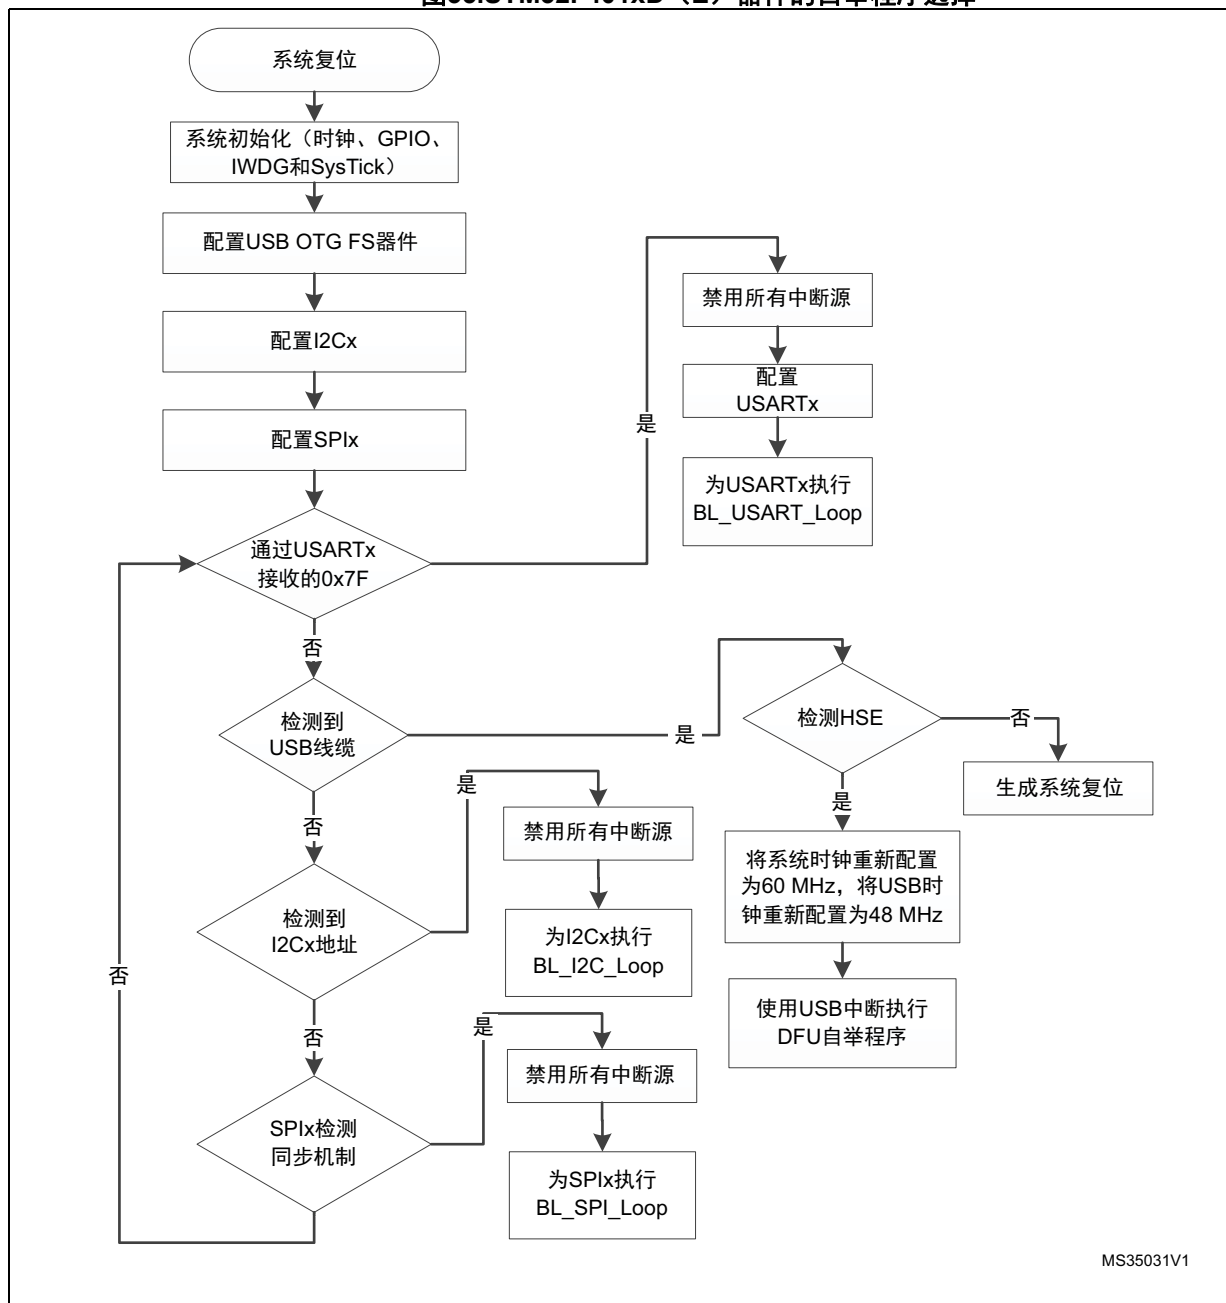 系统复位
系统初始化（时钟、GPIO、
IWDG和SysTick）
配置USB OTG FS器件
配置I2Cx
配置SPIx
通过USARTx
接收的0x7F
是
禁用所有中断源
配置
USARTx
为USARTx执行
BL_USART_Loop
否
检测到
USB线缆
是
检测HSE
否
生成系统复位
是
将系统时钟重新配置
为60 MHz，将USB时
钟重新配置为48 MHz
使用USB中断执行
DFU自举程序
否
检测到
I2Cx地址
是
禁用所有中断源
为I2Cx执行
BL_I2C_Loop
否
SPIx检测
同步机制
是
禁用所有中断源
为SPIx执行
BL_SPI_Loop
否
MS35031V1